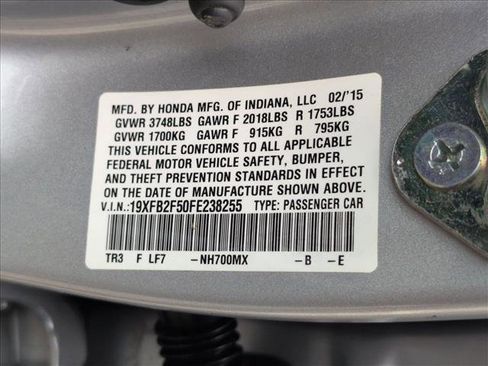 MFD. BY HONDA MFG. OF INDIANA, LLC 02/'15
GVWR 3748LBS GAWR F 2018LBS R 1753LBS
GVWR 1700KG GAWR F 915KG R 795KG
THIS VEHICLE CONFORMS TO ALL APPLICABLE
FEDERAL MOTOR VEHICLE SAFETY, BUMPER,
AND THEFT PREVENTION STANDARDS IN EFFECT
ON THE DATE OF MANUFACTURE SHOWN ABOVE.
V.I.N.:19XFB2F50FE238255 TYPE: PASSENGER CAR
TR3 F LF7 -NH700MX -B -E